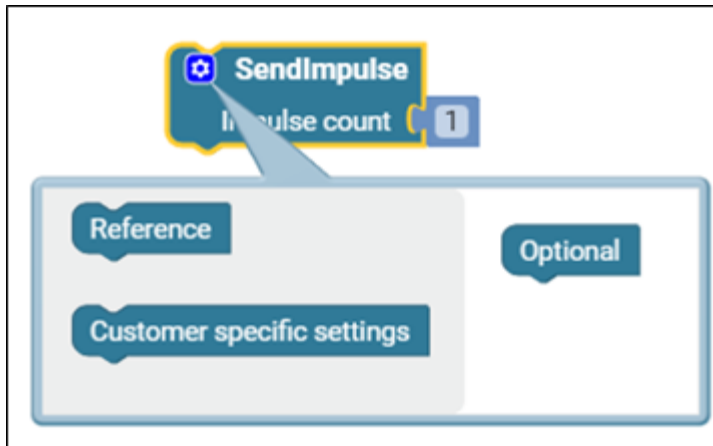 SendImpulse
Impulse count 1
Reference
Optional
Customer specific settings